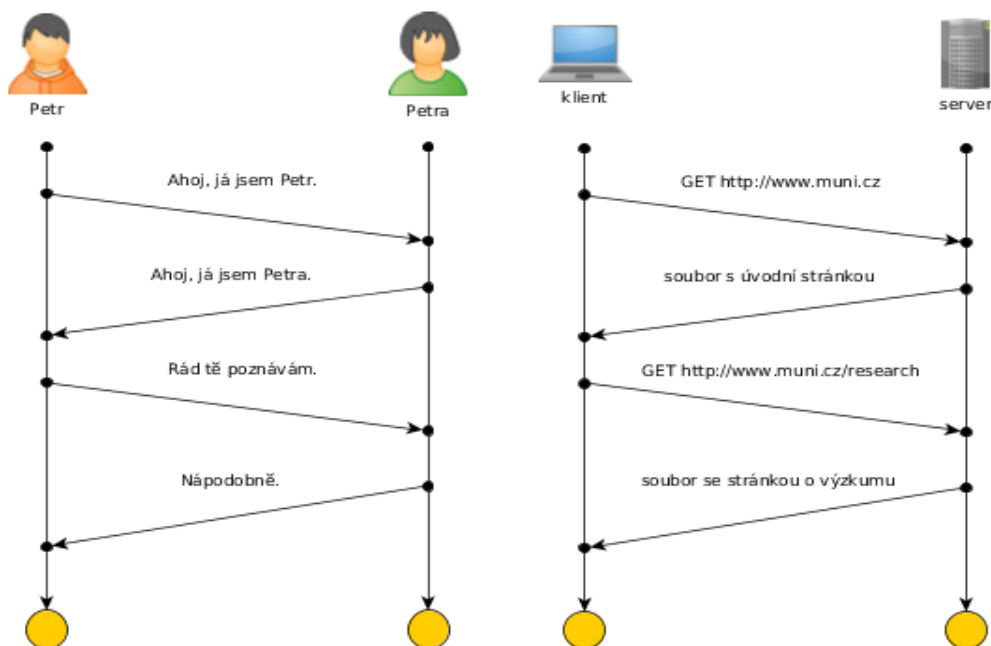 Petr
Petra
klient
server
Ahoj, já jsem Petr.
Ahoj, já jsem Petra.
Rád tě poznávám.
Nápodobně.
GET http://www.muni.cz
soubor s úvodní stránkou
GET http://www.muni.cz/research
soubor se stránkou o výzkumu